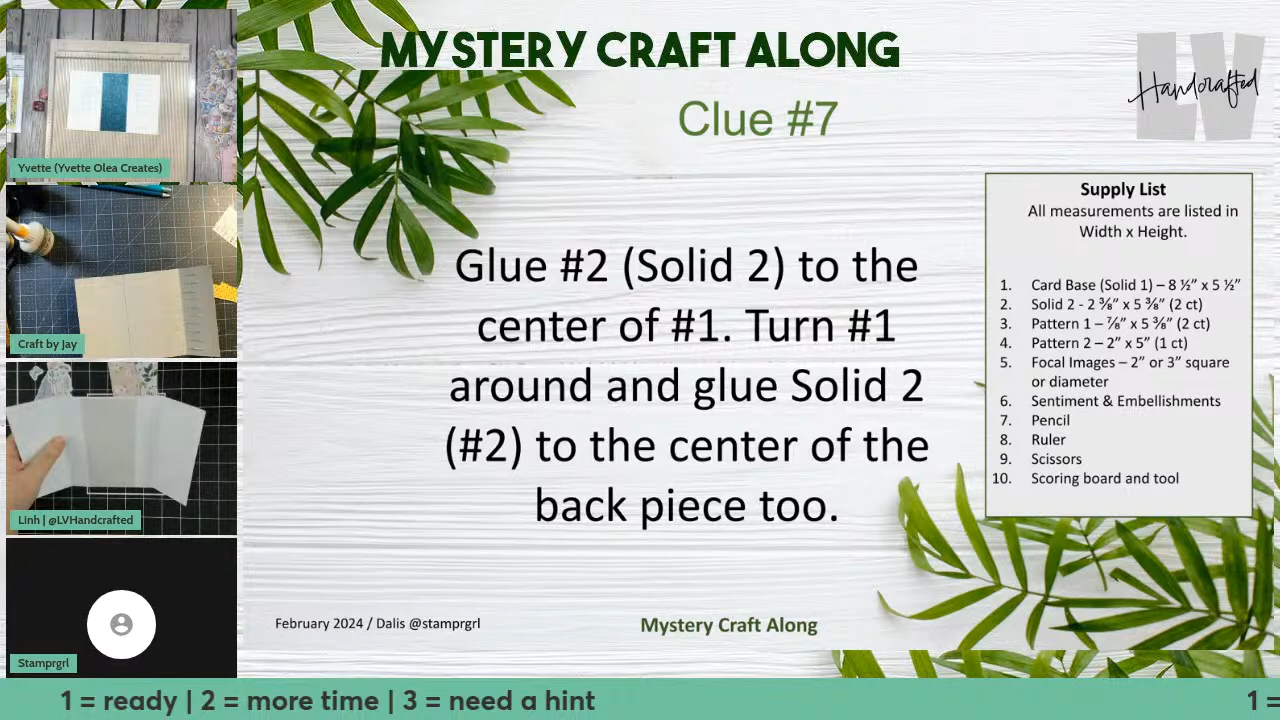 MYSTERY CRAFT ALONG
Handcrafted
Clue #7
Yvette (Yvette Olea Creates)
Craft by Jay
Linh | @LVHandcrafted
Stamprgrl
Glue #2 (Solid 2) to the
center of #1. Turn #1
around and glue Solid 2
(#2) to the center of the
back piece too.
Supply List
All measurements are listed in
Width x Height.
1. Card Base (Solid 1) – 8 ½” x 5 ½”
2. Solid 2 - 2 ⅜” x 5 ⅜” (2 ct)
3. Pattern 1 – ⅞” x 5 ⅜” (2 ct)
4. Pattern 2 – 2” x 5” (1 ct)
5. Focal Images – 2” or 3” square
or diameter
6. Sentiment & Embellishments
7. Pencil
8. Ruler
9. Scissors
10. Scoring board and tool
February 2024 / Dalis @stamprgrl
Mystery Craft Along
1 = ready | 2 = more time | 3 = need a hint
1 =